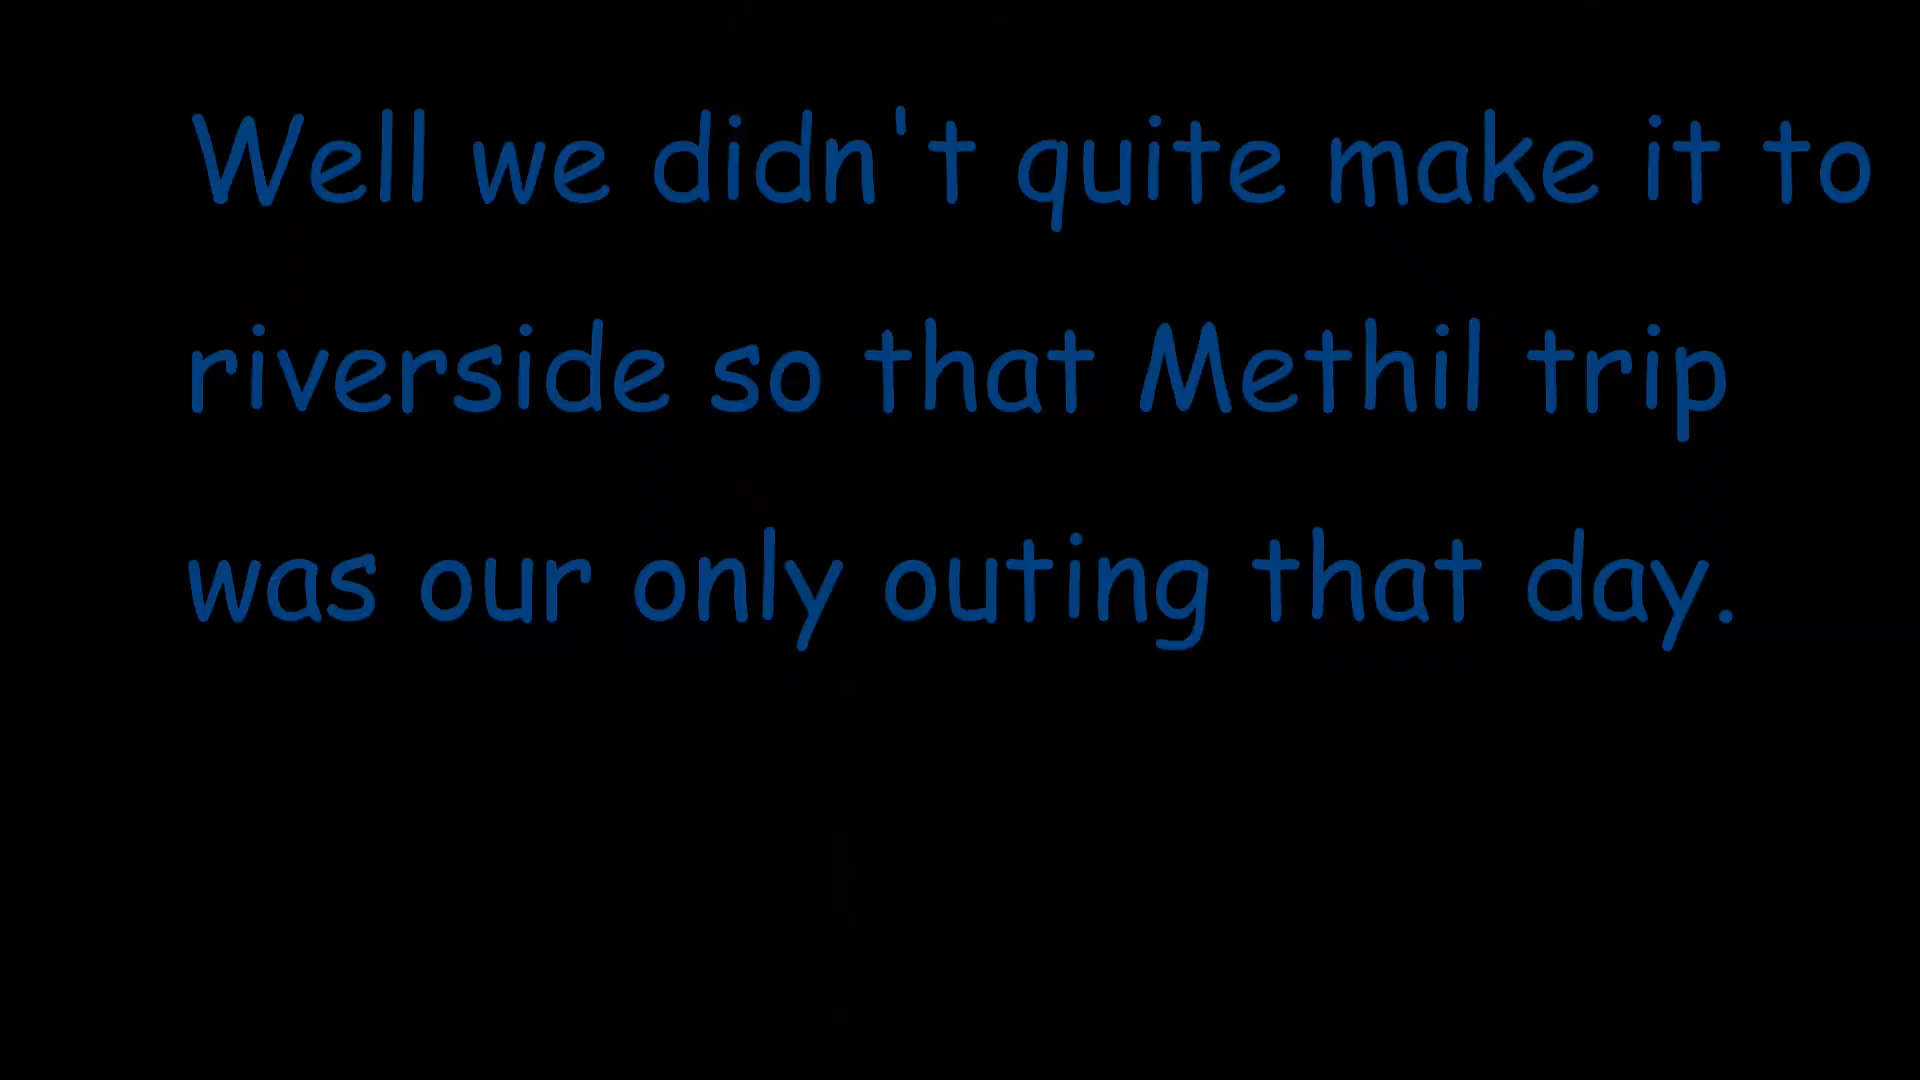 Well we didn't quite make it to
riverside so that Methil trip
was our only outing that day.